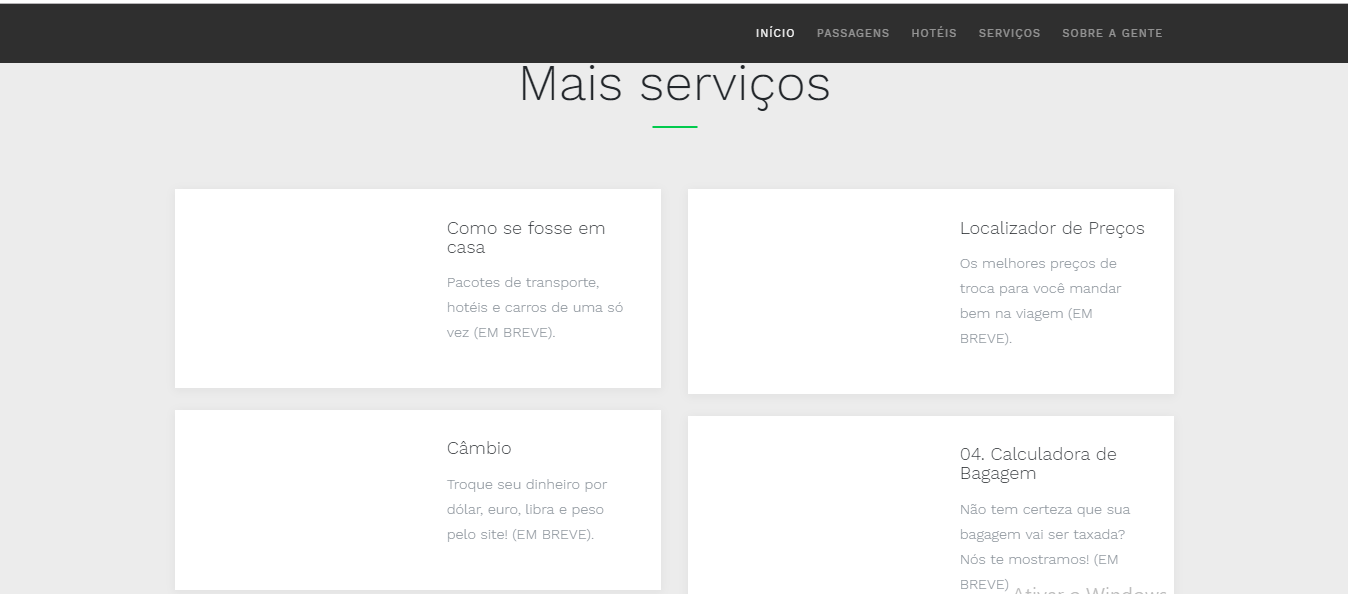 INÍCIO PASSAGENS HOTÉIS SERVIÇOS SOBRE A GENTE
Mais serviços
Como se fosse em
casa
Pacotes de transporte,
hotéis e carros de uma só
vez (EM BREVE).
Localizador de Preços
Os melhores preços de
troca para você mandar
bem na viagem (EM
BREVE).
Câmbio
Troque seu dinheiro por
dólar, euro, libra e peso
pelo site! (EM BREVE).
04. Calculadora de
Bagagem
Não tem certeza que sua
bagagem vai ser taxada?
Nós te mostramos! (EM
BREVE)
Ativar o Windows